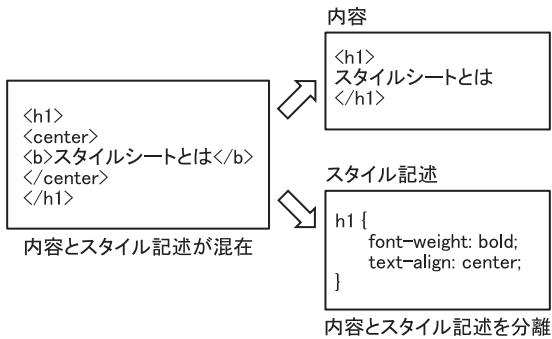 <h1>
<center>
<b>スタイルシートとは</b>
</center>
</h1>
内容とスタイル記述が混在
内容
<h1>
スタイルシートとは
</h1>
スタイル記述
h1 {
font-weight: bold;
text-align: center;
}
内容とスタイル記述を分離